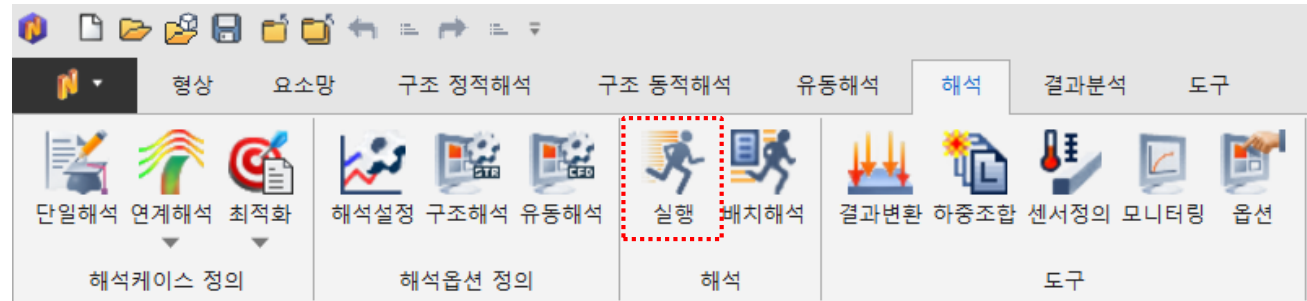 형상 요소망 구조 정적해석 구조 동적해석 유동해석 해석 결과분석 도구
STR CFD L
단일해석 연계해석 최적화 해석설정 구조해석 유동해석 실행 배치해석 결과변환 하중조합 센서정의 모니터링 옵션
해석케이스 정의 해석옵션 정의 해석 도구